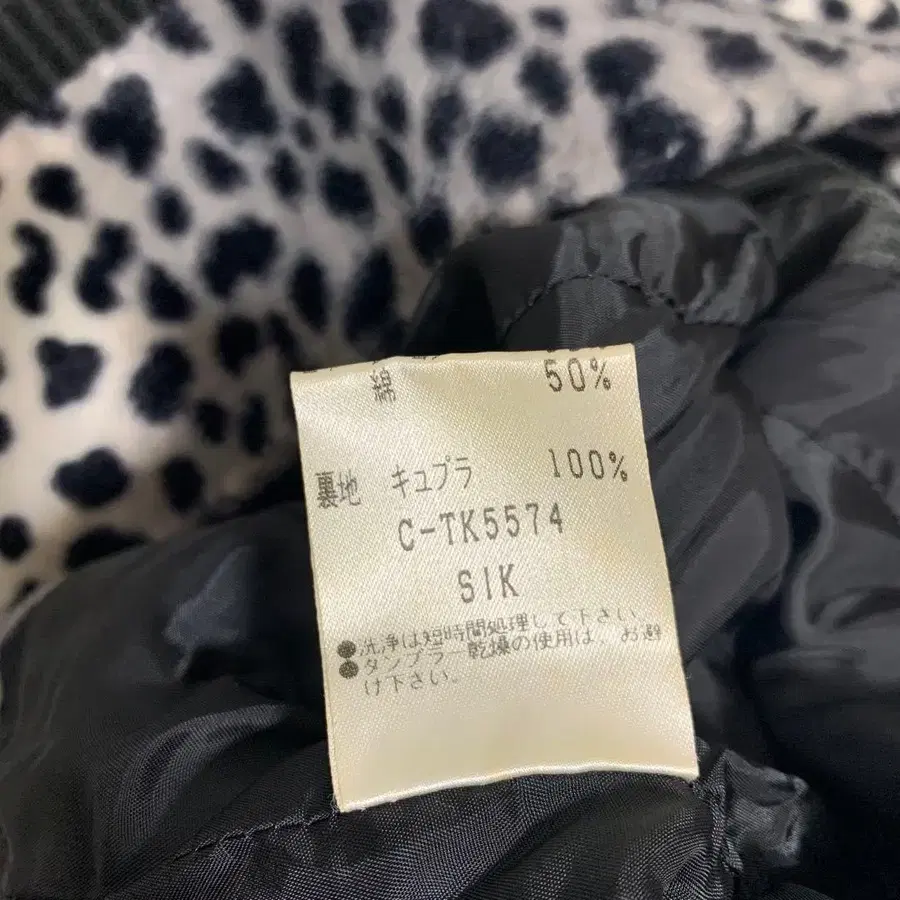 綿 50%
裏地 キュプラ 100%
C-TK5574
SIK
●洗浄は短時間処理して下さい。
●タンブラー乾燥の使用は、お避
け下さい。